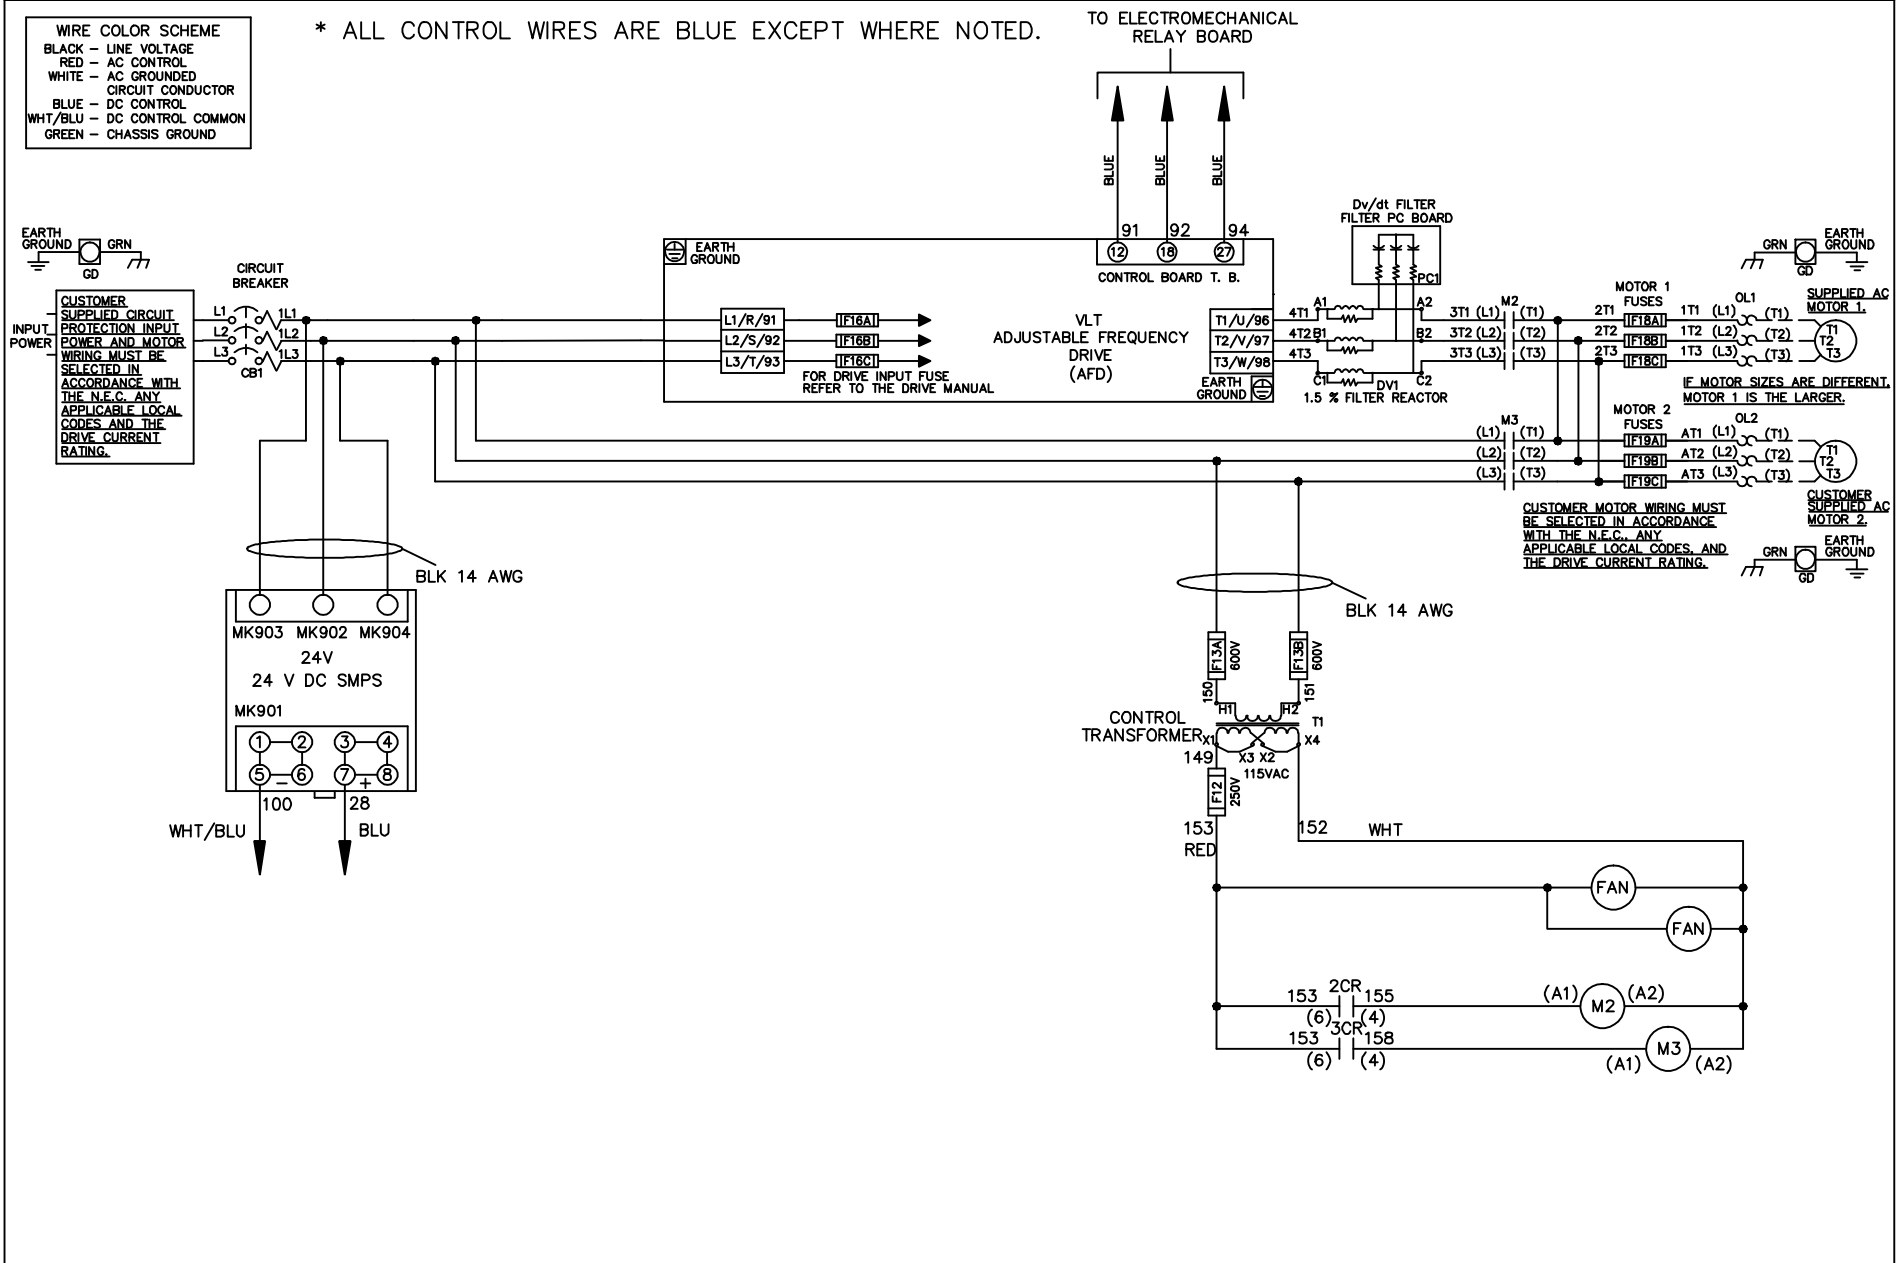 WIRE COLOR SCHEME
BLACK – LINE VOLTAGE
RED – AC CONTROL
WHITE – AC GROUNDED
CIRCUIT CONDUCTOR
BLUE – DC CONTROL
WHT/BLU – DC CONTROL COMMON
GREEN – CHASSIS GROUND
* ALL CONTROL WIRES ARE BLUE EXCEPT WHERE NOTED.
TO ELECTROMECHANICAL
RELAY BOARD
BLUE
BLUE
BLUE
91 92 94
12 18 27
CONTROL BOARD T. B.
EARTH
GROUND
GRN
GD
CIRCUIT
BREAKER
INPUT
POWER
CUSTOMER
SUPPLIED CIRCUIT
PROTECTION INPUT
POWER AND MOTOR
WIRING MUST BE
SELECTED IN
ACCORDANCE WITH
THE N.E.C. ANY
APPLICABLE LOCAL
CODES AND THE
DRIVE CURRENT
RATING.
L1 1L1
L2 1L2
L3 1L3
CB1
EARTH
GROUND
L1/R/91 F16A
L2/S/92 F16B
L3/T/93 F16C
FOR DRIVE INPUT FUSE
REFER TO THE DRIVE MANUAL
VLT
ADJUSTABLE FREQUENCY
DRIVE
(AFD)
T1/U/96
T2/V/97
T3/W/98
EARTH
GROUND
Dv/dt FILTER
FILTER PC BOARD
PC1
4T1 A1 A2
4T2 B1 B2
4T3 C1 C2
DV1
1.5 % FILTER REACTOR
M2
3T1 (L1) (T1)
3T2 (L2) (T2)
3T3 (L3) (T3)
MOTOR 1
FUSES
2T1 F18A 1T1 (L1) (T1)
2T2 F18B 1T2 (L2) (T2)
2T3 F18C 1T3 (L3) (T3)
OL1
GRN
GD
EARTH
GROUND
SUPPLIED AC
MOTOR 1.
T1
T2
T3
IF MOTOR SIZES ARE DIFFERENT,
MOTOR 1 IS THE LARGER.
M3
(L1) (T1)
(L2) (T2)
(L3) (T3)
MOTOR 2
FUSES
F19A AT1 (L1) (T1)
F19B AT2 (L2) (T2)
F19C AT3 (L3) (T3)
OL2
T1
T2
T3
CUSTOMER
SUPPLIED AC
MOTOR 2.
CUSTOMER MOTOR WIRING MUST
BE SELECTED IN ACCORDANCE
WITH THE N.E.C., ANY
APPLICABLE LOCAL CODES, AND
THE DRIVE CURRENT RATING.
GRN
GD
EARTH
GROUND
BLK 14 AWG
MK903 MK902 MK904
24V
24 V DC SMPS
MK901
1 2 3 4
5 6 7 8
– +
100 28
WHT/BLU BLU
BLK 14 AWG
F13A 600V F13B 600V
150 151
H1 H2
T1
CONTROL
TRANSFORMER
X1 X3 X2 X4
149
115VAC
F12 250V
153
RED
152 WHT
FAN
FAN
2CR
153 155 (A1) M2 (A2)
(6) (4)
3CR
153 158 M3
(6) (4) (A1) (A2)